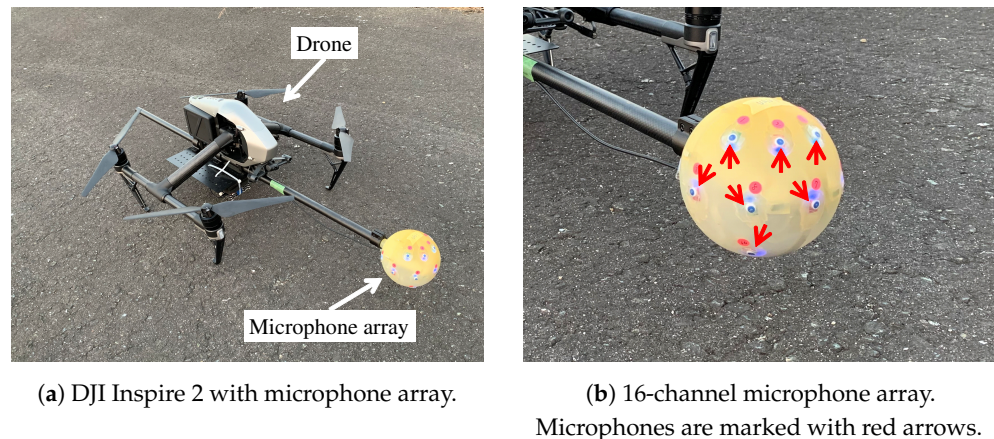 Drone
Microphone array
(a) DJI Inspire 2 with microphone array.
(b) 16-channel microphone array.
Microphones are marked with red arrows.